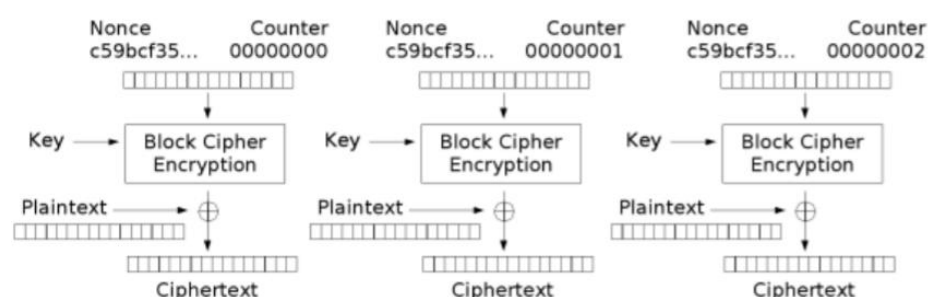 Nonce Counter Nonce Counter Nonce Counter
c59bcf35... 00000000 c59bcf35... 00000001 c59bcf35... 00000002
Key Block Cipher Encryption Key Block Cipher Encryption Key Block Cipher Encryption
Plaintext Plaintext Plaintext
Ciphertext Ciphertext Ciphertext